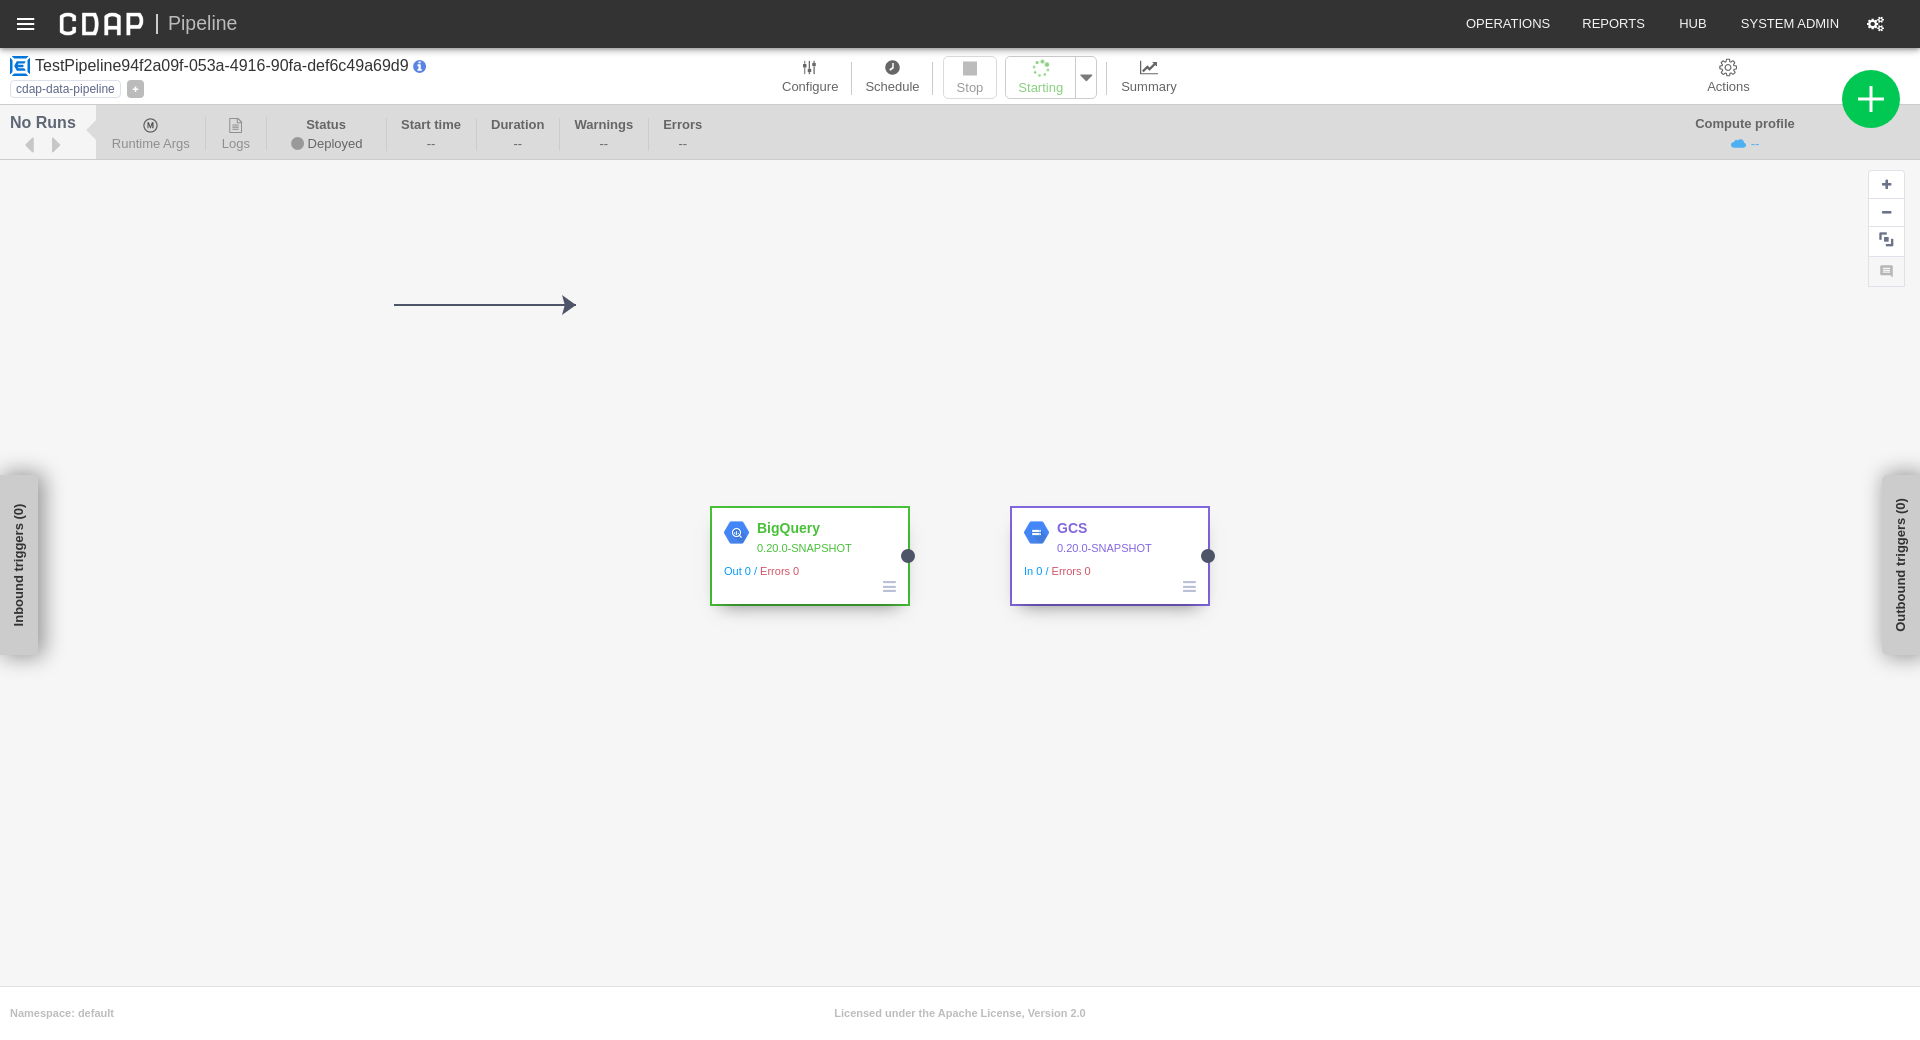 CDAP | Pipeline
OPERATIONS REPORTS HUB SYSTEM ADMIN
TestPipeline94f2a09f-053a-4916-90fa-def6c49a69d9
cdap-data-pipeline +
Configure Schedule Stop Starting Summary Actions
No Runs
Runtime Args Logs
Status
Deployed
Start time
--
Duration
--
Warnings
--
Errors
--
Compute profile
--
Inbound triggers (0)
BigQuery
0.20.0-SNAPSHOT
Out 0 / Errors 0
GCS
0.20.0-SNAPSHOT
In 0 / Errors 0
Outbound triggers (0)
Namespace: default
Licensed under the Apache License, Version 2.0